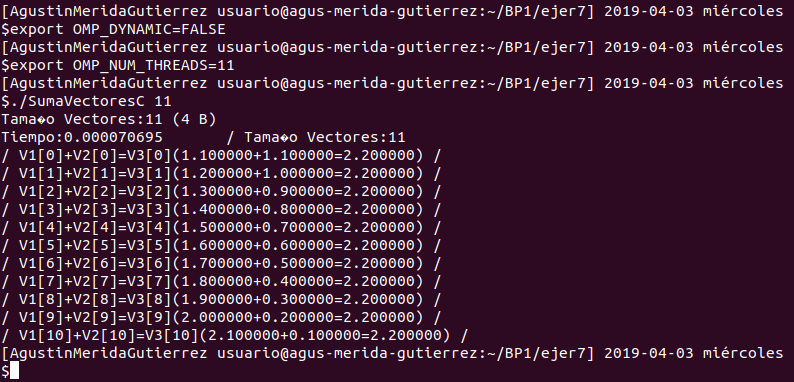 [AgustinMeridaGutierrez usuario@agus-merida-gutierrez:~/BP1/ejer7] 2019-04-03 miércoles
$export OMP_DYNAMIC=FALSE
[AgustinMeridaGutierrez usuario@agus-merida-gutierrez:~/BP1/ejer7] 2019-04-03 miércoles
$export OMP_NUM_THREADS=11
[AgustinMeridaGutierrez usuario@agus-merida-gutierrez:~/BP1/ejer7] 2019-04-03 miércoles
$./SumaVectoresC 11
Tama�o Vectores:11 (4 B)
Tiempo:0.000070695        / Tama�o Vectores:11
/ V1[0]+V2[0]=V3[0](1.100000+1.100000=2.200000) /
/ V1[1]+V2[1]=V3[1](1.200000+1.000000=2.200000) /
/ V1[2]+V2[2]=V3[2](1.300000+0.900000=2.200000) /
/ V1[3]+V2[3]=V3[3](1.400000+0.800000=2.200000) /
/ V1[4]+V2[4]=V3[4](1.500000+0.700000=2.200000) /
/ V1[5]+V2[5]=V3[5](1.600000+0.600000=2.200000) /
/ V1[6]+V2[6]=V3[6](1.700000+0.500000=2.200000) /
/ V1[7]+V2[7]=V3[7](1.800000+0.400000=2.200000) /
/ V1[8]+V2[8]=V3[8](1.900000+0.300000=2.200000) /
/ V1[9]+V2[9]=V3[9](2.000000+0.200000=2.200000) /
/ V1[10]+V2[10]=V3[10](2.100000+0.100000=2.200000) /
[AgustinMeridaGutierrez usuario@agus-merida-gutierrez:~/BP1/ejer7] 2019-04-03 miércoles
$